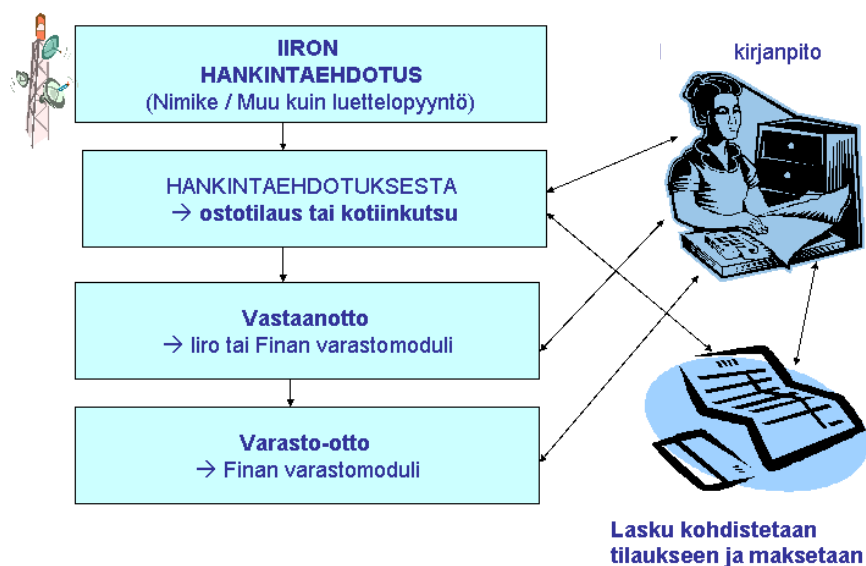 IIRON
HANKINTAEHDOTUS
(Nimike / Muu kuin luettelopyyntö)
kirjanpito
HANKINTAEHDOTUKSESTA
→ ostotilaus tai kotiinkutsu
Vastaanotto
→ Iiro tai Finan varastomoduli
Varasto-otto
→ Finan varastomoduli
Lasku kohdistetaan
tilaukseen ja maksetaan